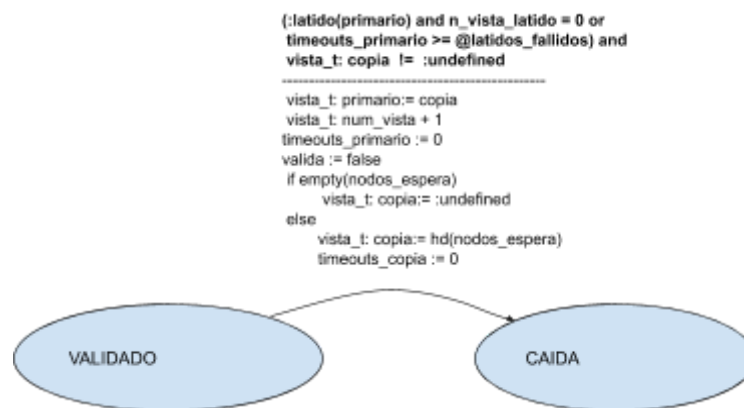 (:latido(primario) and n_vista_latido = 0 or
timeouts_primario >= @latidos_fallidos) and
vista_t: copia != :undefined
----------------------------------------------------
vista_t: primario:= copia
vista_t: num_vista + 1
timeouts_primario := 0
valida := false
if empty(nodos_espera)
vista_t: copia:= :undefined
else
vista_t: copia:= hd(nodos_espera)
timeouts_copia := 0
VALIDADO
CAIDA